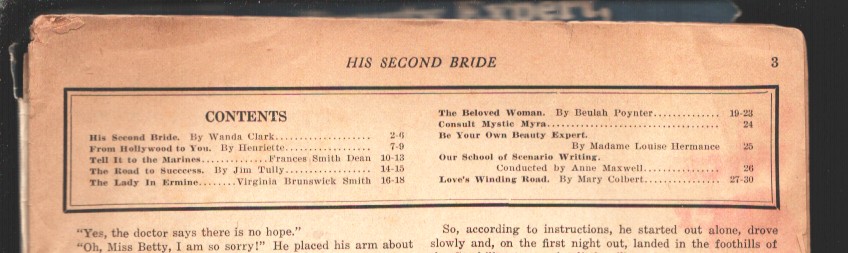 Expert,
HIS SECOND BRIDE
3
CONTENTS
His Second Bride. By Wanda Clark.................... 2-6
From Hollywood to You. By Henriette................. 7-9
Tell It to the Marines..............Frances Smith Dean 10-13
The Road to Succcess. By Jim Tully.................. 14-15
The Lady In Ermine........Virginia Brunswick Smith 16-18
The Beloved Woman. By Beulah Poynter.............. 19-23
Consult Mystic Myra..................................... 24
Be Your Own Beauty Expert.
By Madame Louise Hermance 25
Our School of Scenario Writing.
Conducted by Anne Maxwell................ 26
Love's Winding Road. By Mary Colbert................ 27-30
"Yes, the doctor says there is no hope."
"Oh, Miss Betty, I am so sorry!" He placed his arm about
So, according to instructions, he started out alone, drove
slowly and, on the first night out, landed in the foothills of